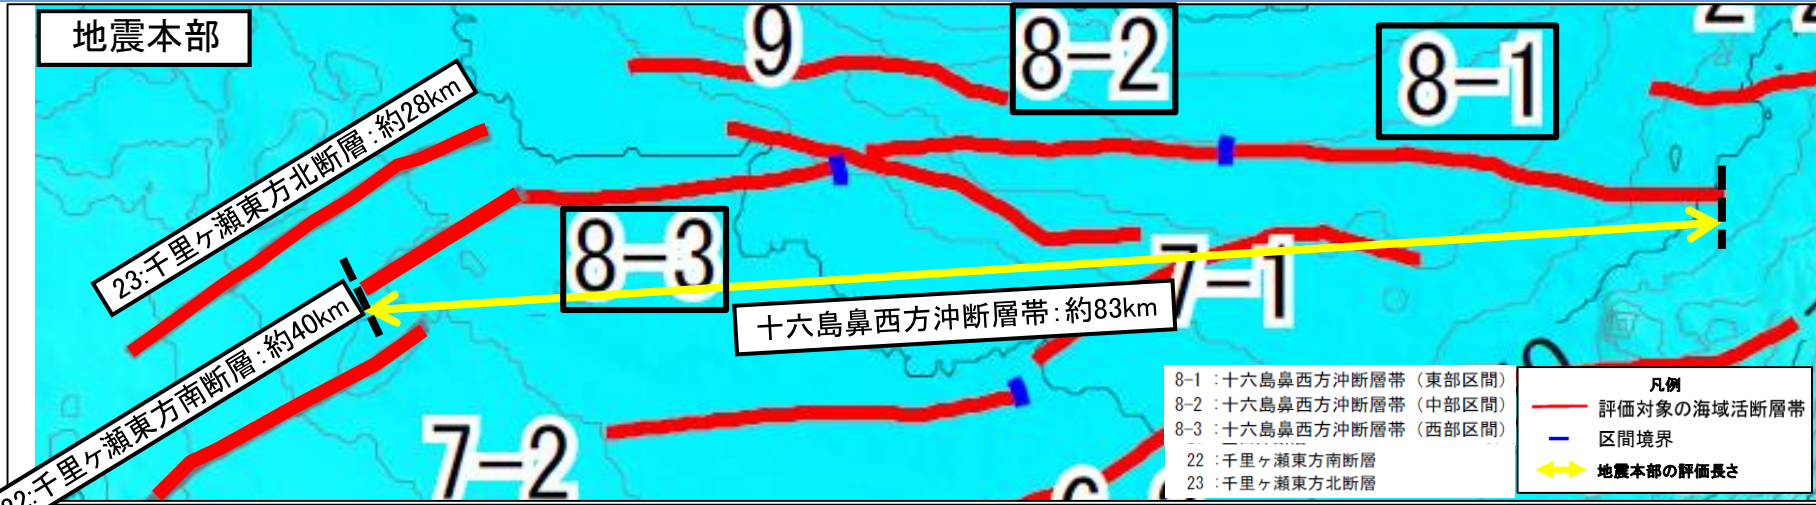 地震本部
9
8-2
8-1
23:千里ヶ瀬東方北断層:約28km
8-3
7-1
十六島鼻西方沖断層帯:約83km
22:千里ヶ瀬東方南断層:約40km
7-2
8-1 :十六島鼻西方沖断層帯(東部区間)
8-2 :十六島鼻西方沖断層帯(中部区間)
8-3 :十六島鼻西方沖断層帯(西部区間)
22 :千里ヶ瀬東方南断層
23 :千里ヶ瀬東方北断層
凡例
評価対象の海域活断層帯
区間境界
地震本部の評価長さ